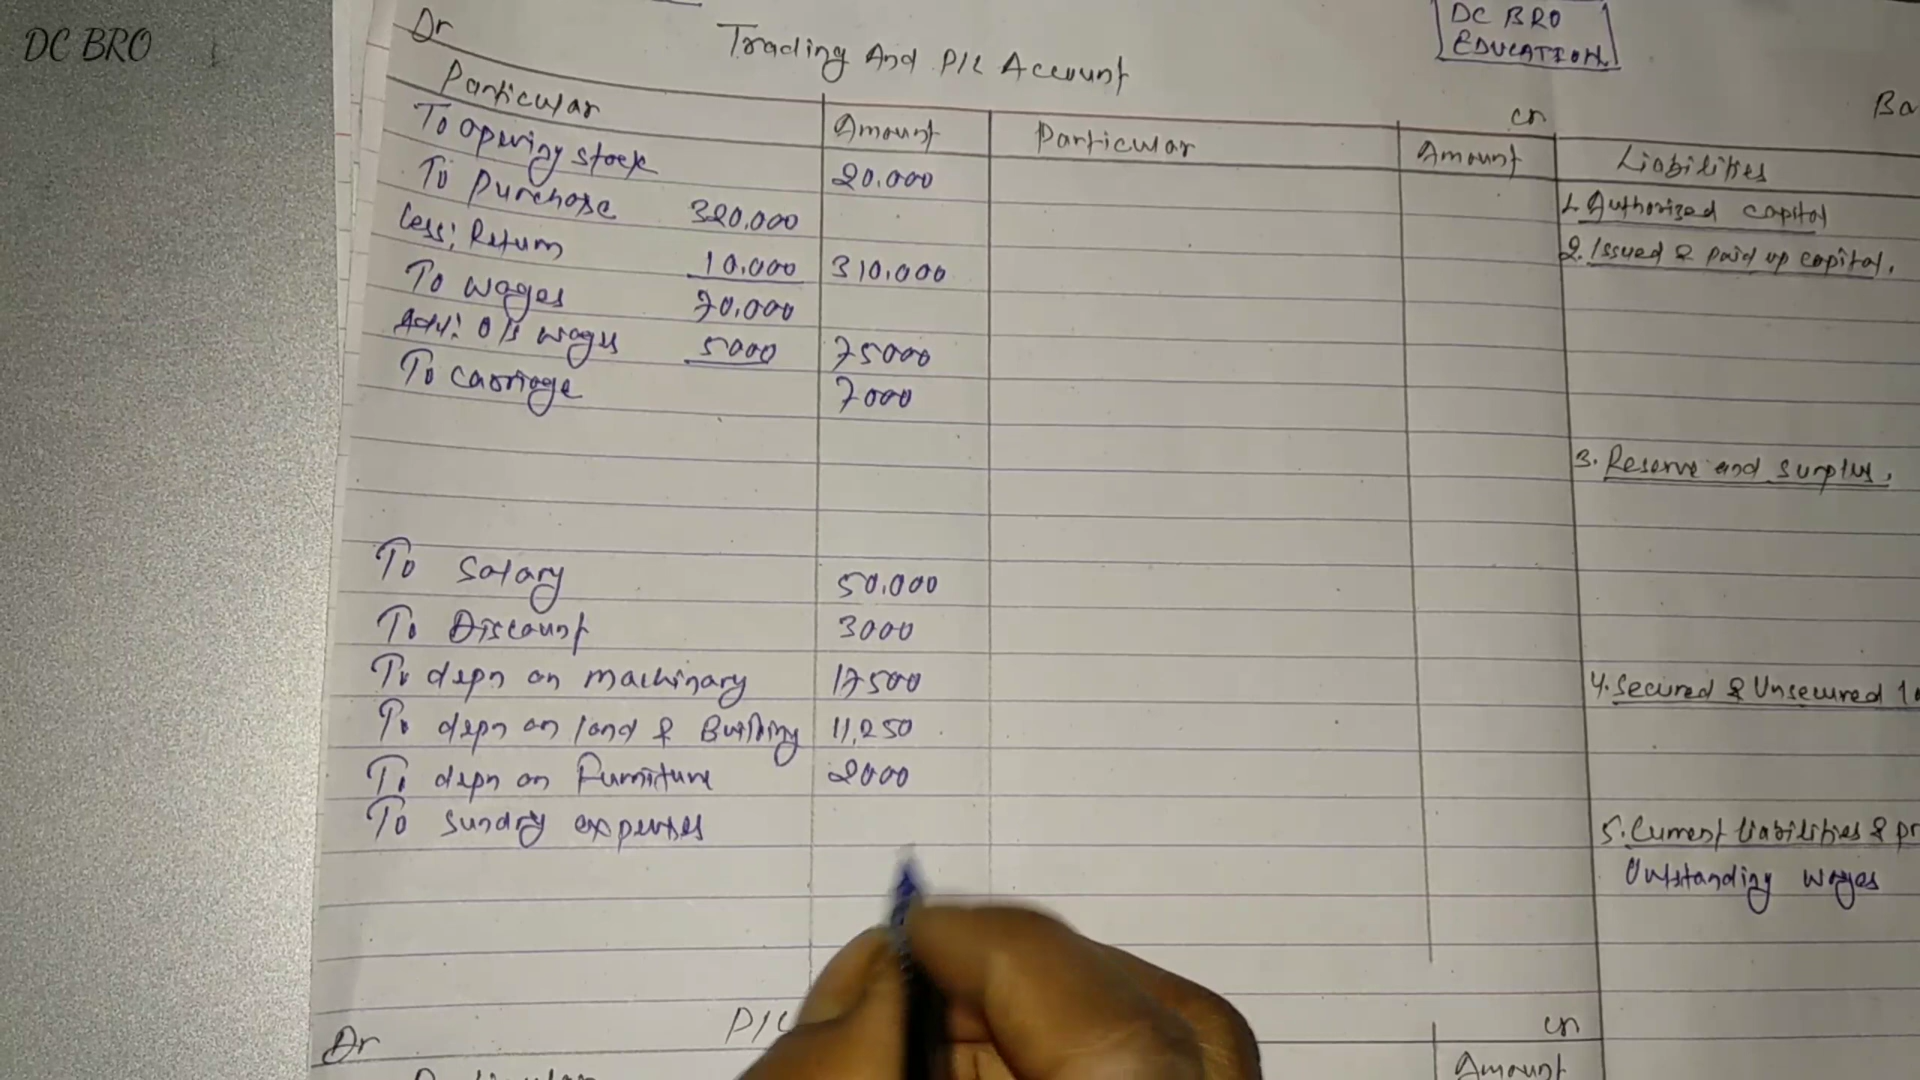 DC BRO
DC BRO
EDUCATION
Dr
Trading And P/L Account
cr
Ba
Particular
Amount
Particular
Amount
Liabilities
To opening stock
20.000
To purchase 320.000
Less: Return 10.000 310.000
To wages 70.000
Add: O/s wages 5000 75000
To carriage 7000
To Salary 50.000
To Discount 3000
To depn on machinary 17500
To depn on land & Building 11,250
To depn on Furniture 2000
To sundry expenses
1. Authorized capital
2. Issued & paid up capital.
3. Reserve and surplus.
4. Secured & Unsecured lo
5. Current liabilities & pr
Outstanding wages
Dr
P/L
cr
Amount